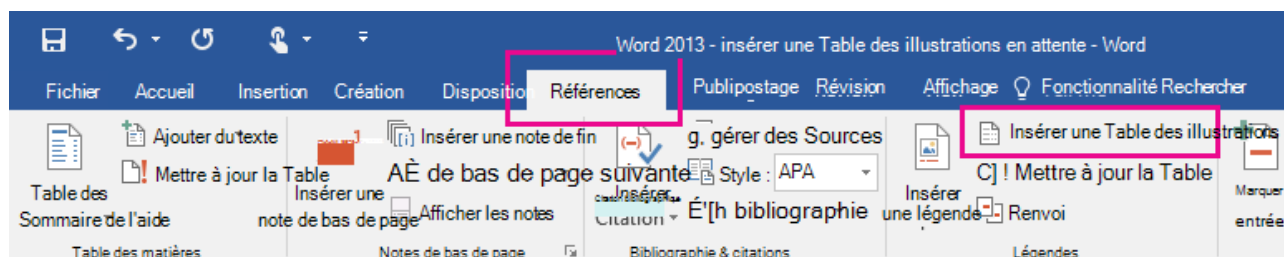 Word 2013 - insérer une Table des illustrations en attente - Word
Fichier Accueil Insertion Création Disposition Références Publipostage Révision Affichage Fonctionnalité Rechercher
Ajouter du texte
Mettre à jour la Table
Table des
Sommaire de l'aide
Table des matières
Insérer une
note de bas de page
Insérer une note de fin
AÈ de bas de page suivante
Afficher les notes
Notes de bas de page
Insérer
Citation
g, gérer des Sources
Style : APA
É'[h bibliographie
Bibliographie & citations
Insérer
une légende
Insérer une Table des illustrations
C] ! Mettre à jour la Table
Renvoi
Légendes
Marquer
entrée